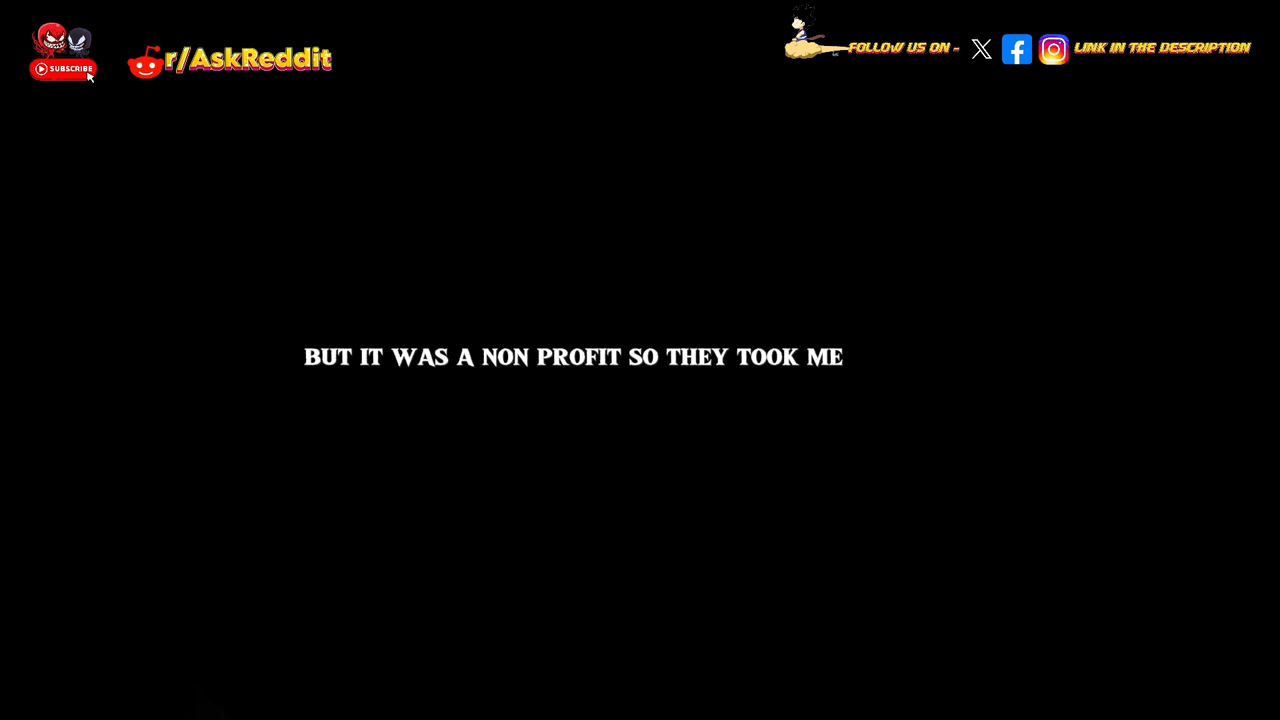 SUBSCRIBE
r/AskReddit
FOLLOW US ON -
LINK IN THE DESCRIPTION
BUT IT WAS A NON PROFIT SO THEY TOOK ME